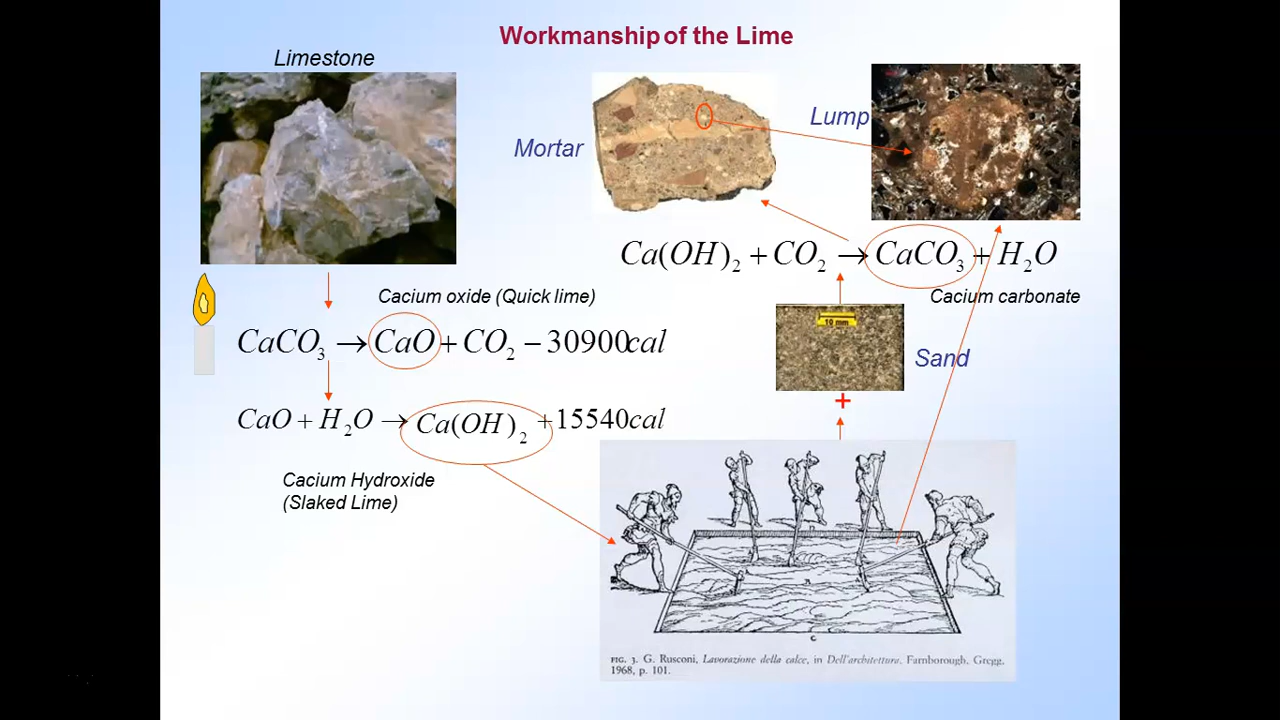 Workmanship of the Lime
Limestone
Mortar
Lump
Ca(OH)₂ + CO₂ → CaCO₃ + H₂O
Cacium carbonate
Cacium oxide (Quick lime)
CaCO₃ → CaO + CO₂ − 30900cal
10 mm
Sand
+
CaO + H₂O → Ca(OH)₂ +15540cal
Cacium Hydroxide
(Slaked Lime)
FIG. 3. G. Rusconi, Lavorazione della calce, in Dell'architettura. Farnborough, Gregg,
1968, p. 101.